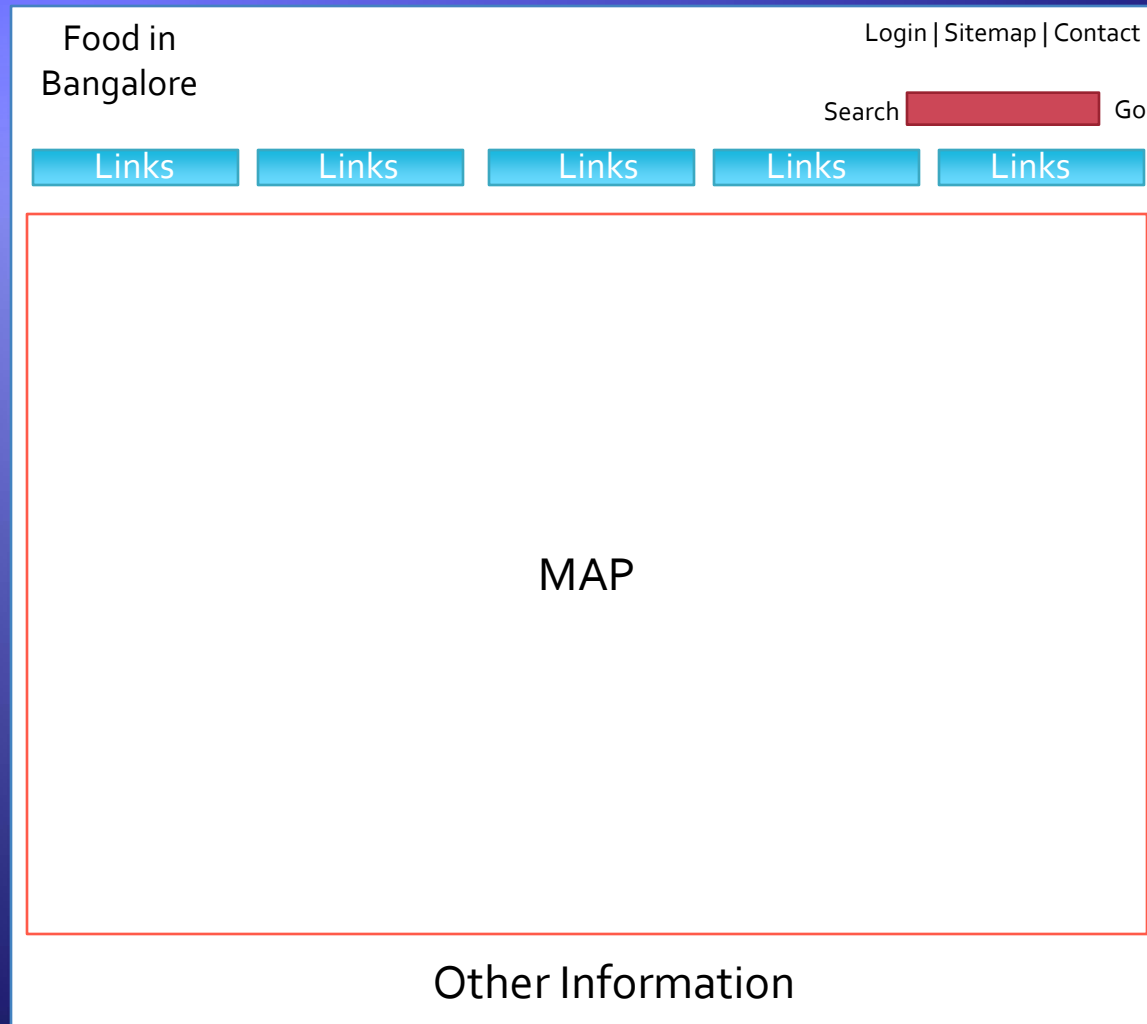 Food in
Bangalore
Login | Sitemap | Contact
Search
Go
Links
Links
Links
Links
Links
MAP
Other Information